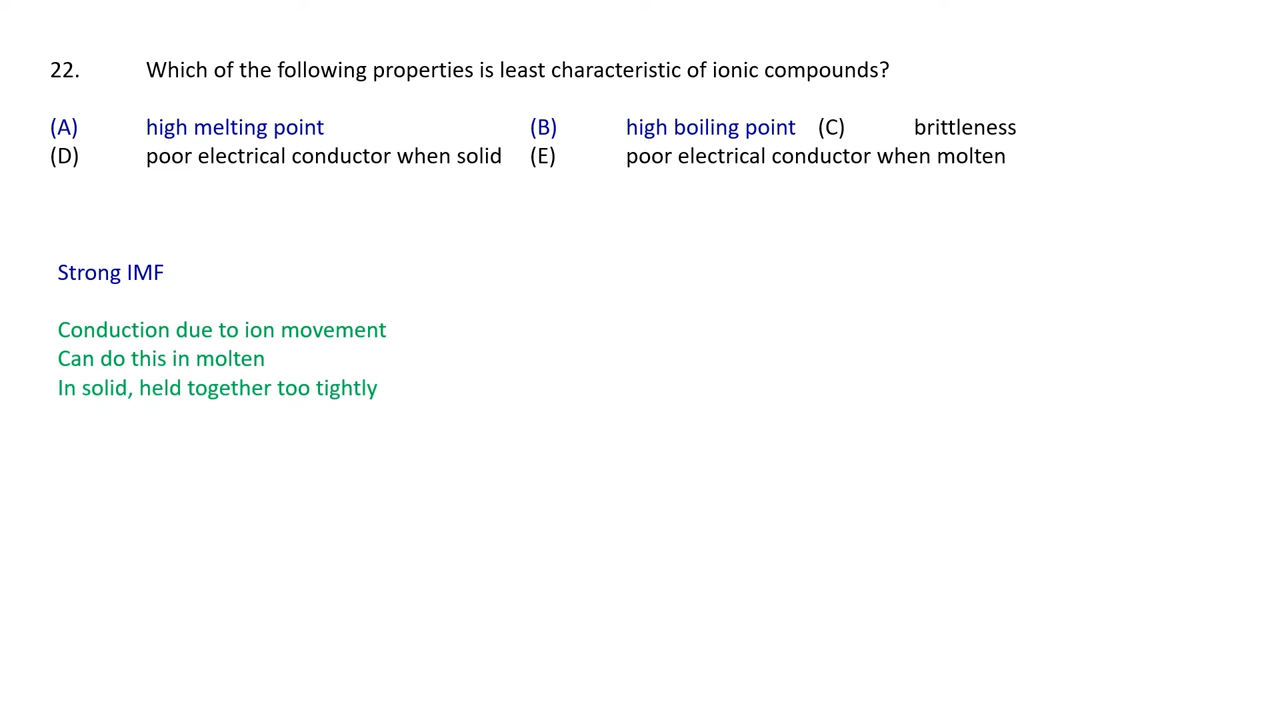 22. Which of the following properties is least characteristic of ionic compounds?
(A) high melting point (B) high boiling point (C) brittleness
(D) poor electrical conductor when solid (E) poor electrical conductor when molten
Strong IMF
Conduction due to ion movement
Can do this in molten
In solid, held together too tightly